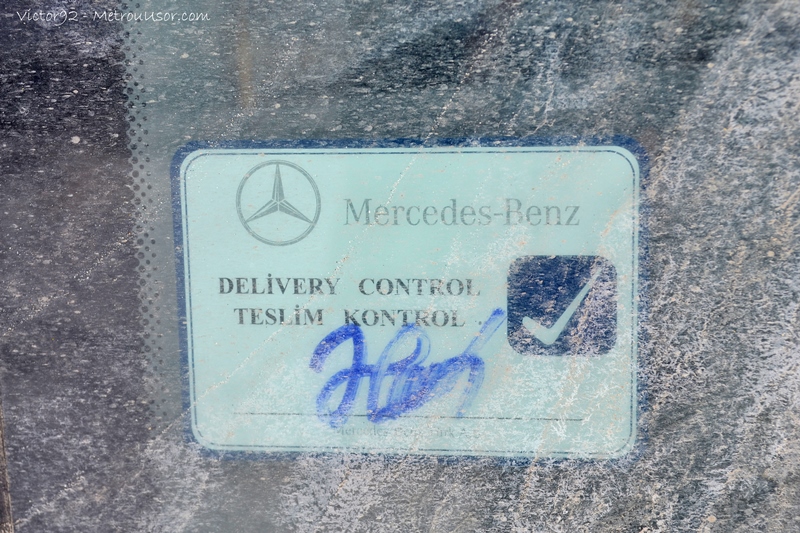 Victor92 - MetrouUsor.com
Mercedes-Benz
DELİVERY CONTROL
TESLİM KONTROL